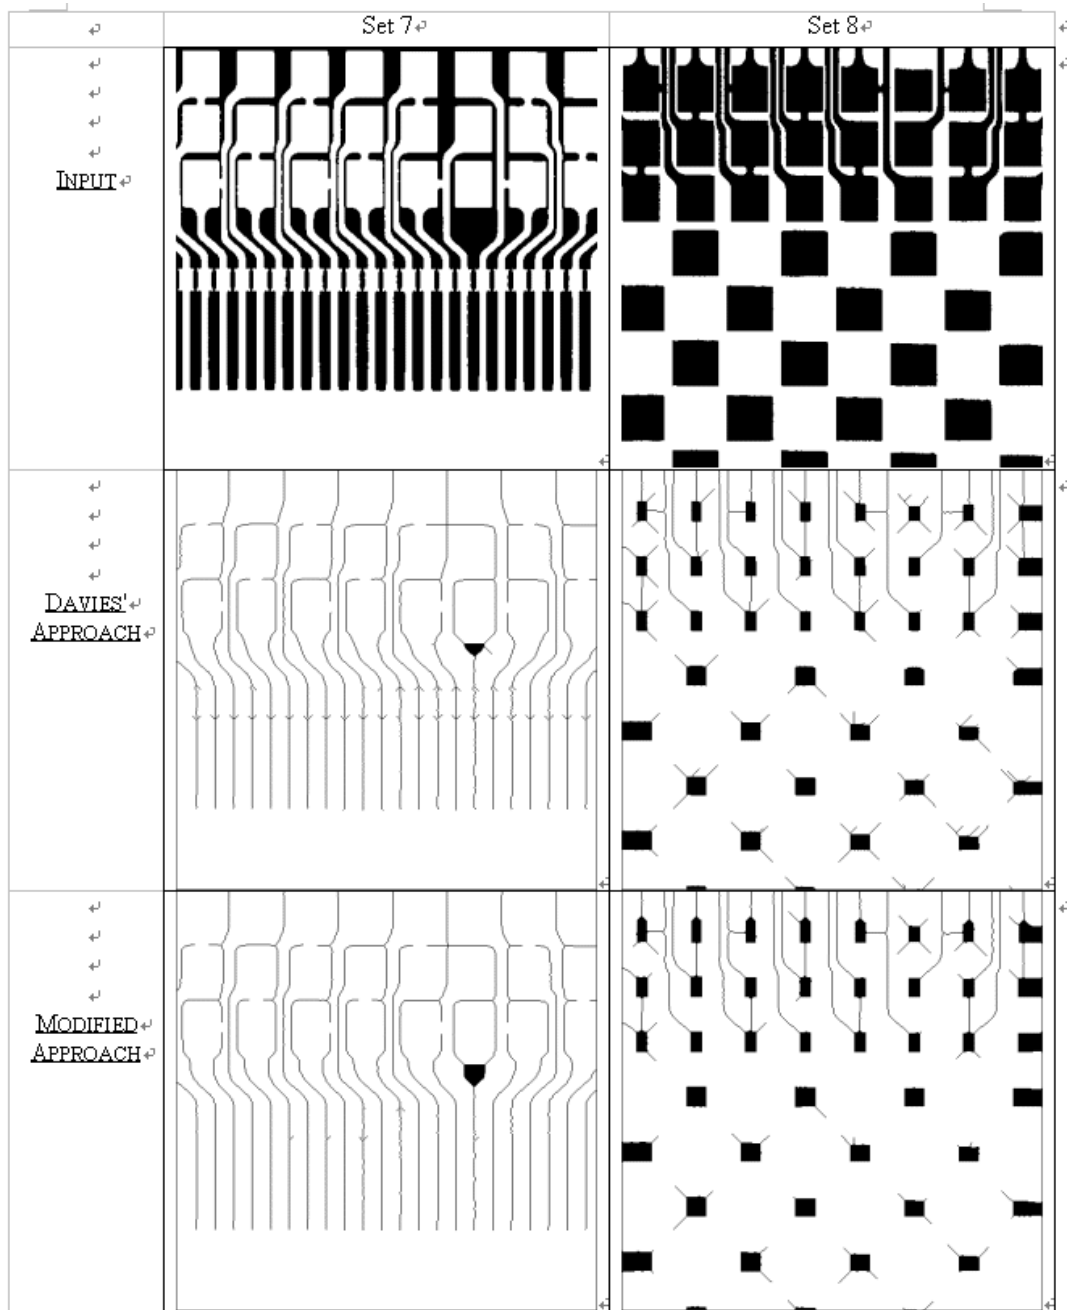 Set 7
Set 8
INPUT
DAVIES'
APPROACH
MODIFIED
APPROACH